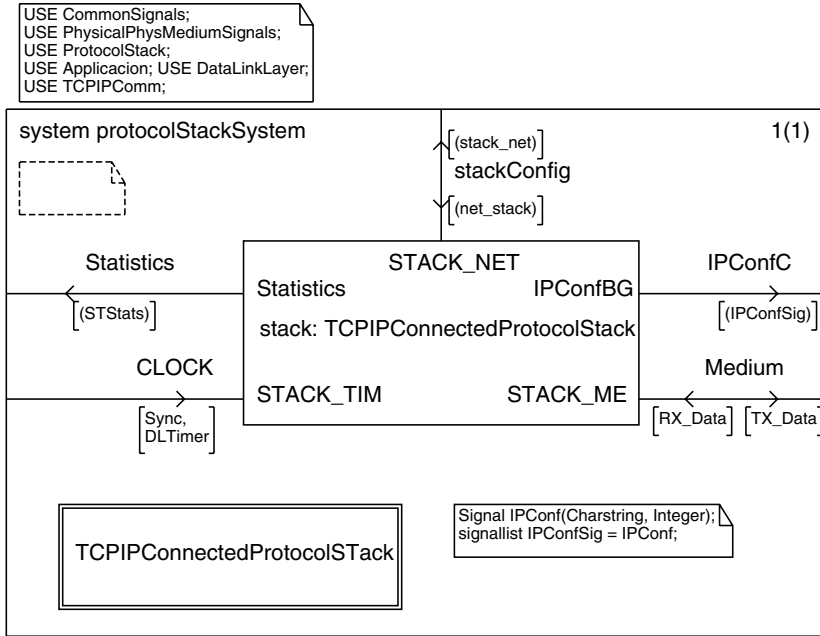 USE CommonSignals;
USE PhysicalPhysMediumSignals;
USE ProtocolStack;
USE Applicacion; USE DataLinkLayer;
USE TCPIPComm;
system protocolStackSystem
1(1)
[(stack_net)]
stackConfig
[(net_stack)]
Statistics
[(STStats)]
STACK_NET
Statistics
IPConfBG
stack: TCPIPConnectedProtocolStack
STACK_TIM
STACK_ME
IPConfC
[(IPConfSig)]
CLOCK
[Sync,
DLTimer]
Medium
[RX_Data]
[TX_Data]
TCPIPConnectedProtocolSTack
Signal IPConf(Charstring, Integer);
signallist IPConfSig = IPConf;